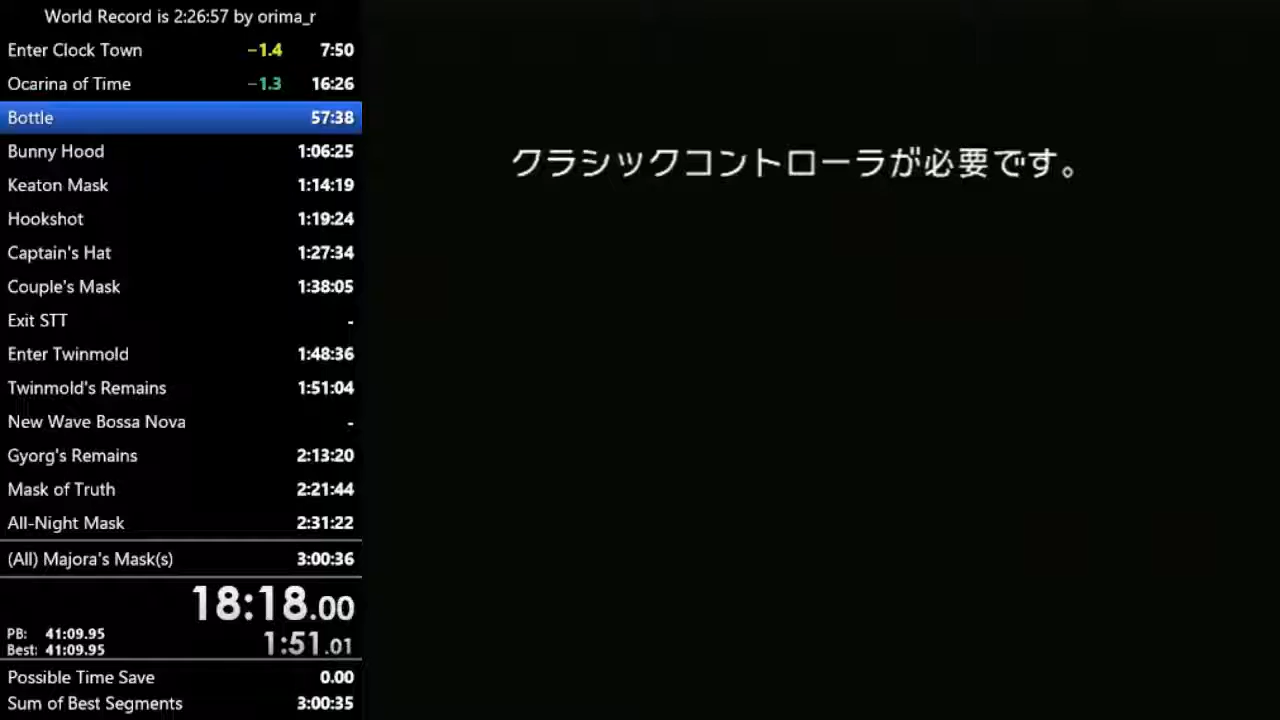 World Record is 2:26:57 by orima_r
Enter Clock Town −1.4 7:50
Ocarina of Time −1.3 16:26
Bottle 57:38
Bunny Hood 1:06:25
Keaton Mask 1:14:19
Hookshot 1:19:24
Captain's Hat 1:27:34
Couple's Mask 1:38:05
Exit STT -
Enter Twinmold 1:48:36
Twinmold's Remains 1:51:04
New Wave Bossa Nova -
Gyorg's Remains 2:13:20
Mask of Truth 2:21:44
All-Night Mask 2:31:22
(All) Majora's Mask(s) 3:00:36
18:18.00
PB: 41:09.95
Best: 41:09.95
1:51.01
Possible Time Save 0.00
Sum of Best Segments 3:00:35
クラシックコントローラが必要です。